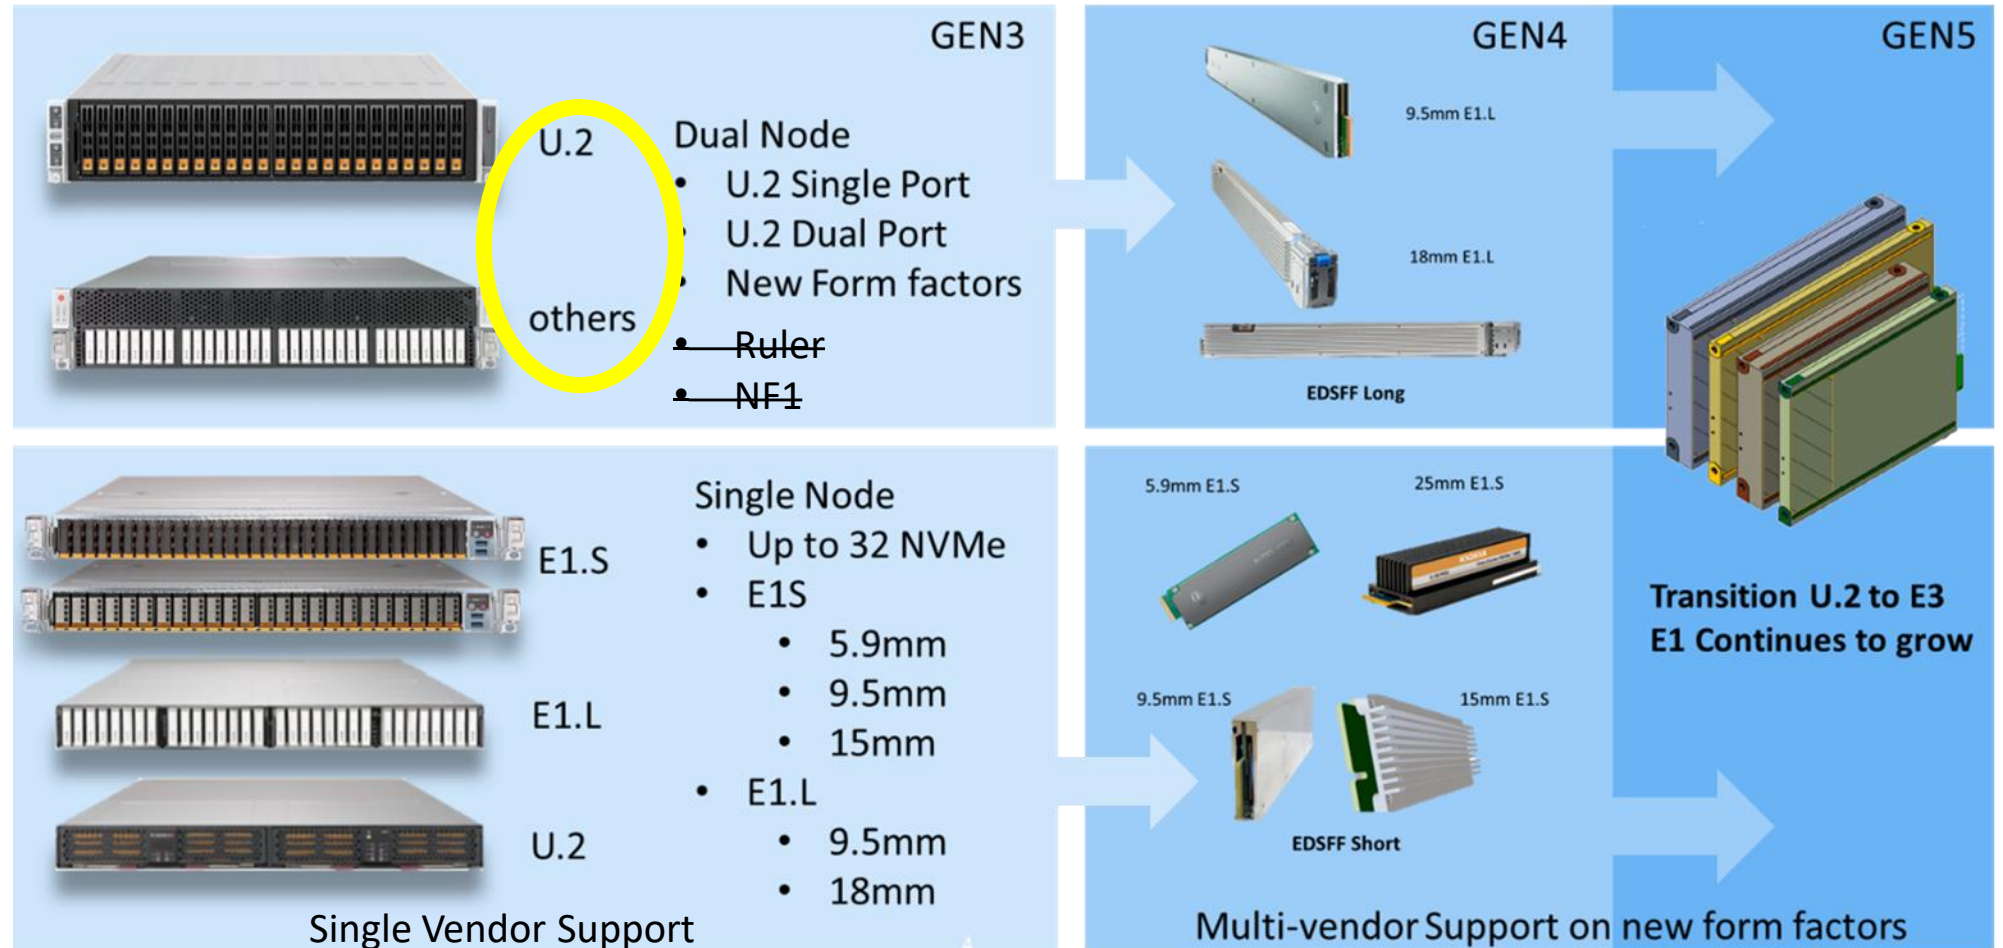 GEN3
U.2
others
Dual Node
• U.2 Single Port
• U.2 Dual Port
• New Form factors
• Ruler
• NF1
GEN4
9.5mm E1.L
18mm E1.L
EDSFF Long
GEN5
E1.S
E1.L
U.2
Single Node
• Up to 32 NVMe
• E1S
• 5.9mm
• 9.5mm
• 15mm
• E1.L
• 9.5mm
• 18mm
Single Vendor Support
5.9mm E1.S
25mm E1.S
9.5mm E1.S
15mm E1.S
EDSFF Short
Transition U.2 to E3
E1 Continues to grow
Multi-vendor Support on new form factors